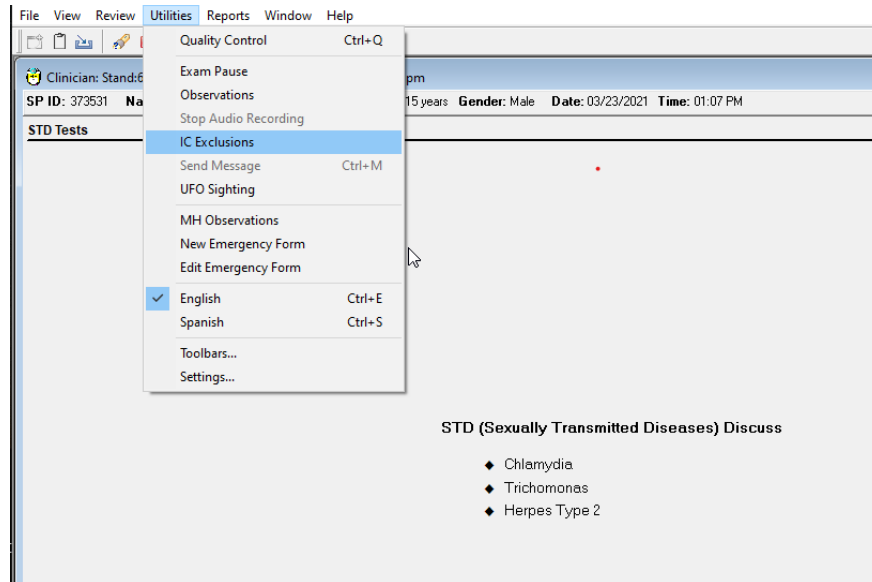 File View Review Utilities Reports Window Help
Quality Control Ctrl+Q
Exam Pause
Observations
Stop Audio Recording
IC Exclusions
Send Message Ctrl+M
UFO Sighting
MH Observations
New Emergency Form
Edit Emergency Form
English Ctrl+E
Spanish Ctrl+S
Toolbars...
Settings...
Clinician: Stand:6 pm
SP ID: 373531 Na 15 years Gender: Male Date: 03/23/2021 Time: 01:07 PM
STD Tests
STD (Sexually Transmitted Diseases) Discuss
Chlamydia
Trichomonas
Herpes Type 2